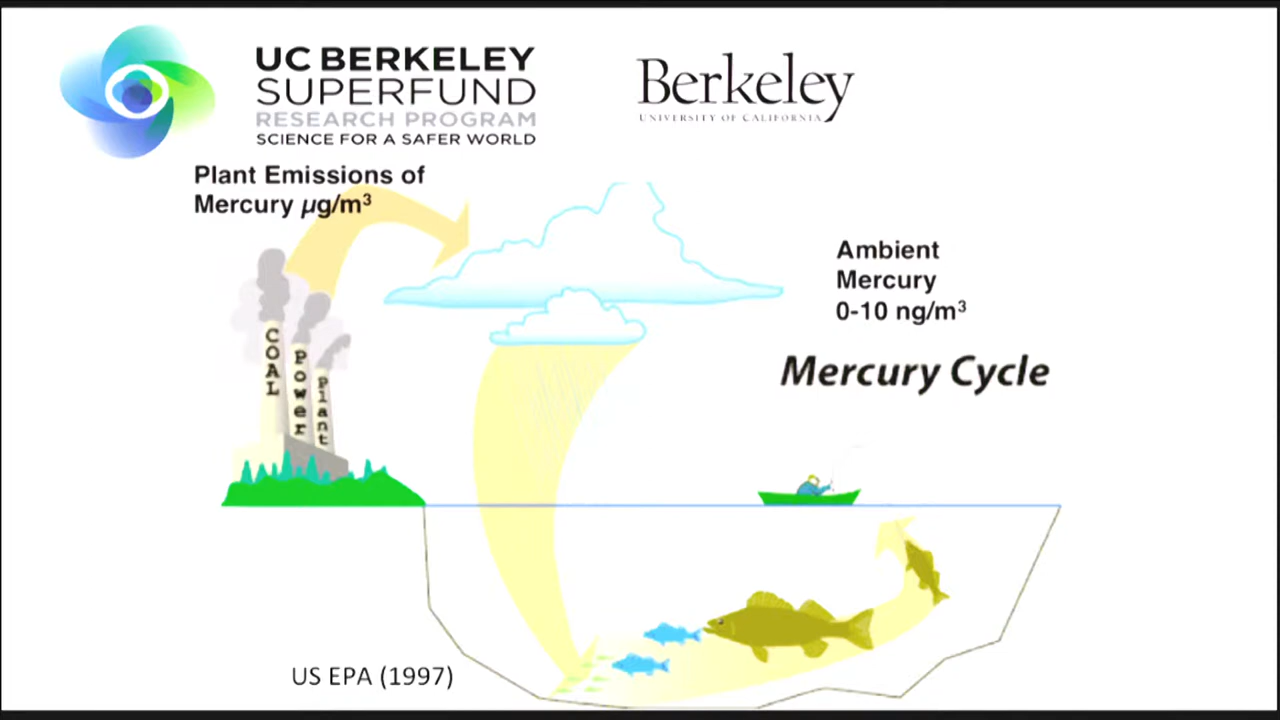 UC BERKELEY
SUPERFUND
RESEARCH PROGRAM
SCIENCE FOR A SAFER WORLD
Berkeley
UNIVERSITY OF CALIFORNIA
Plant Emissions of
Mercury µg/m³
Ambient
Mercury
0-10 ng/m³
Mercury Cycle
COAL
Power
Plant
US EPA (1997)